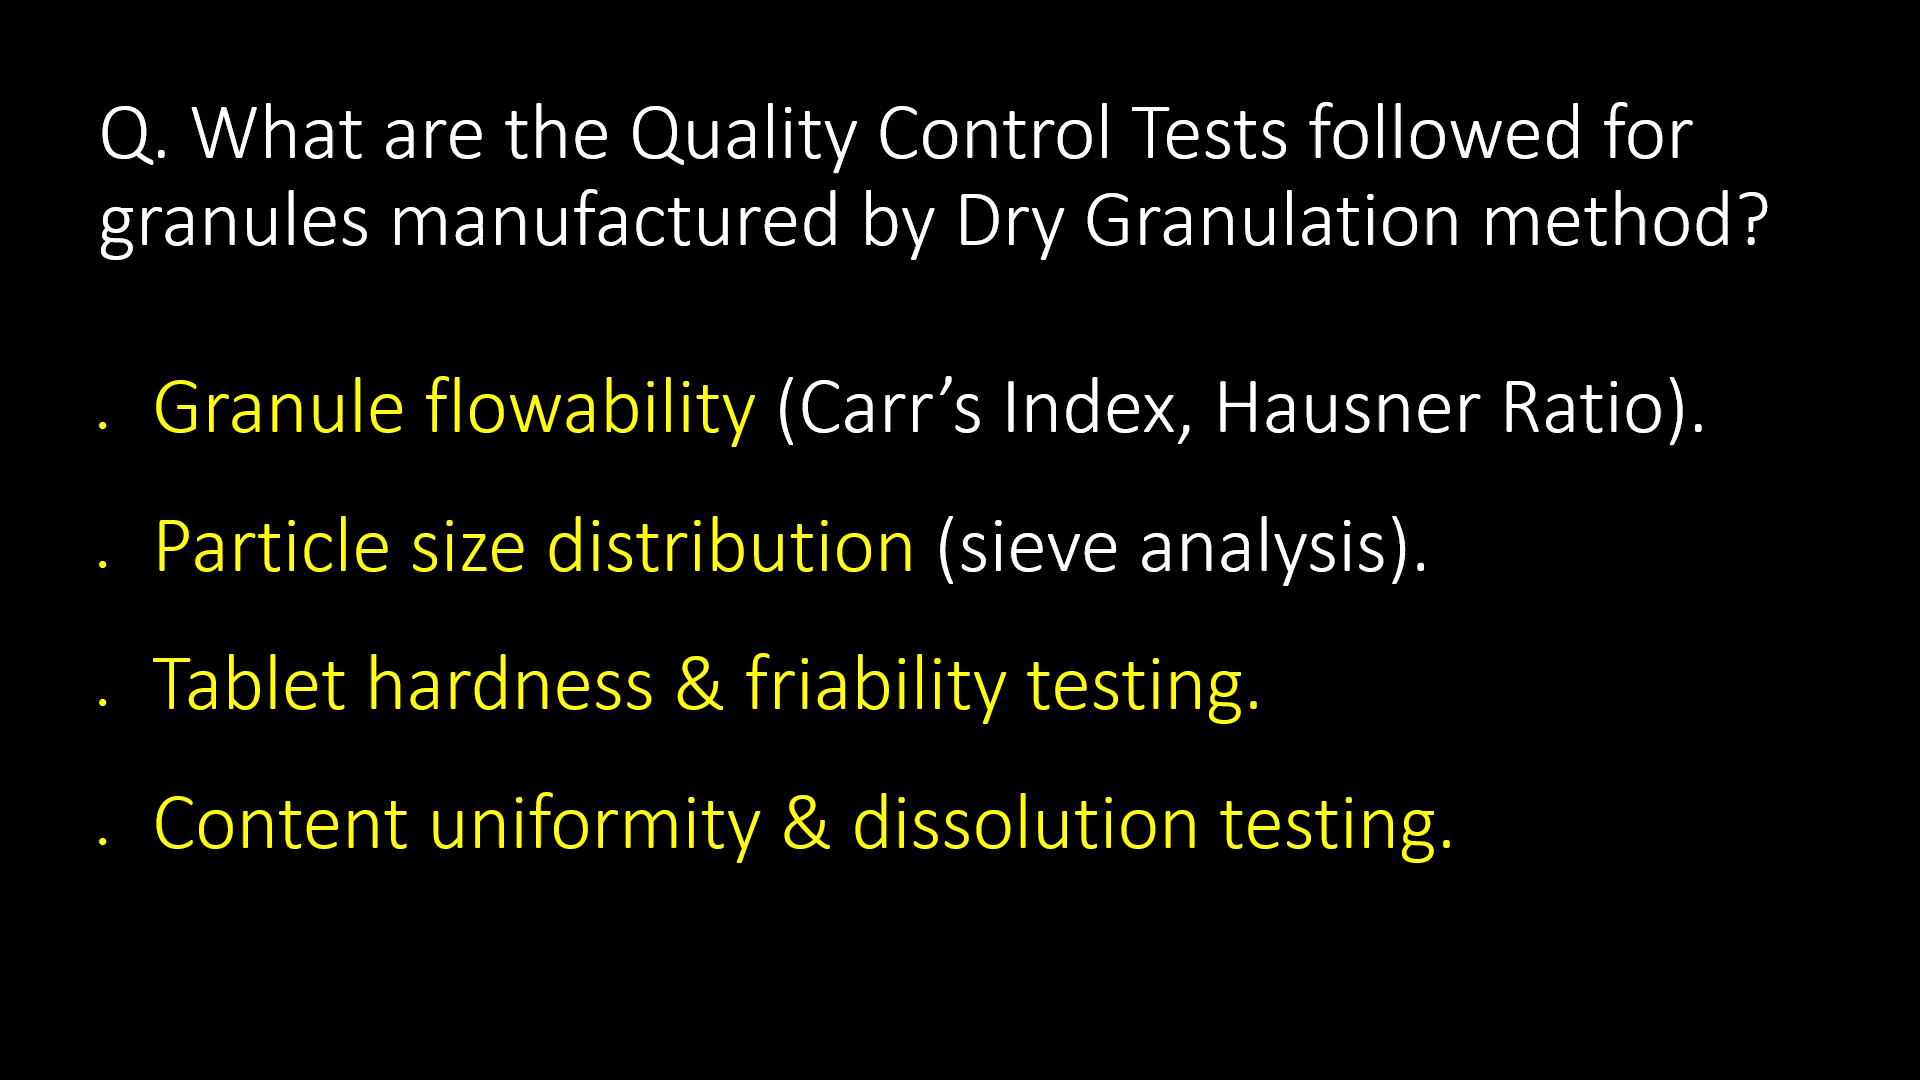 Q. What are the Quality Control Tests followed for
granules manufactured by Dry Granulation method?
• Granule flowability (Carr’s Index, Hausner Ratio).
• Particle size distribution (sieve analysis).
• Tablet hardness & friability testing.
• Content uniformity & dissolution testing.